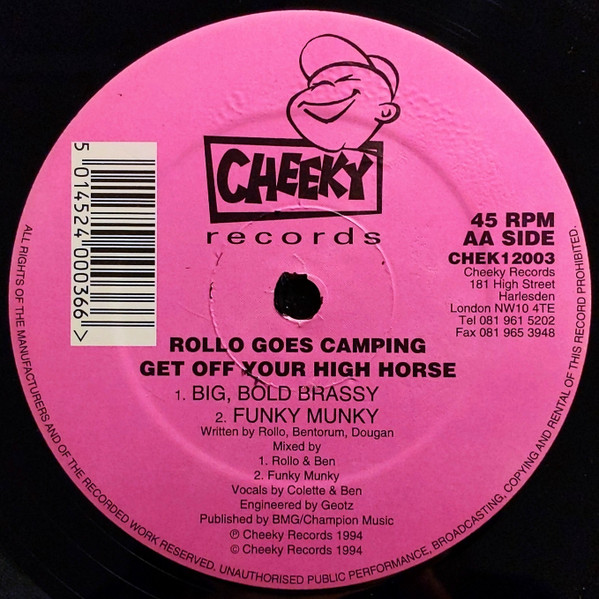 CHEEKY
records
5 014524 000366 >
45 RPM
AA SIDE
CHEK12003
Cheeky Records
181 High Street
Harlesden
London NW10 4TE
Tel 081 961 5202
Fax 081 965 3948
ROLLO GOES CAMPING
GET OFF YOUR HIGH HORSE
1. BIG, BOLD BRASSY
2. FUNKY MUNKY
Written by Rollo, Bentorum, Dougan
Mixed by
1. Rollo & Ben
2. Funky Munky
Vocals by Colette & Ben
Engineered by Geotz
Published by BMG/Champion Music
℗ Cheeky Records 1994
© Cheeky Records 1994
ALL RIGHTS OF THE MANUFACTURERS AND OF THE RECORDED WORK RESERVED. UNAUTHORISED PUBLIC PERFORMANCE, BROADCASTING, COPYING AND RENTAL OF THIS RECORD PROHIBITED.